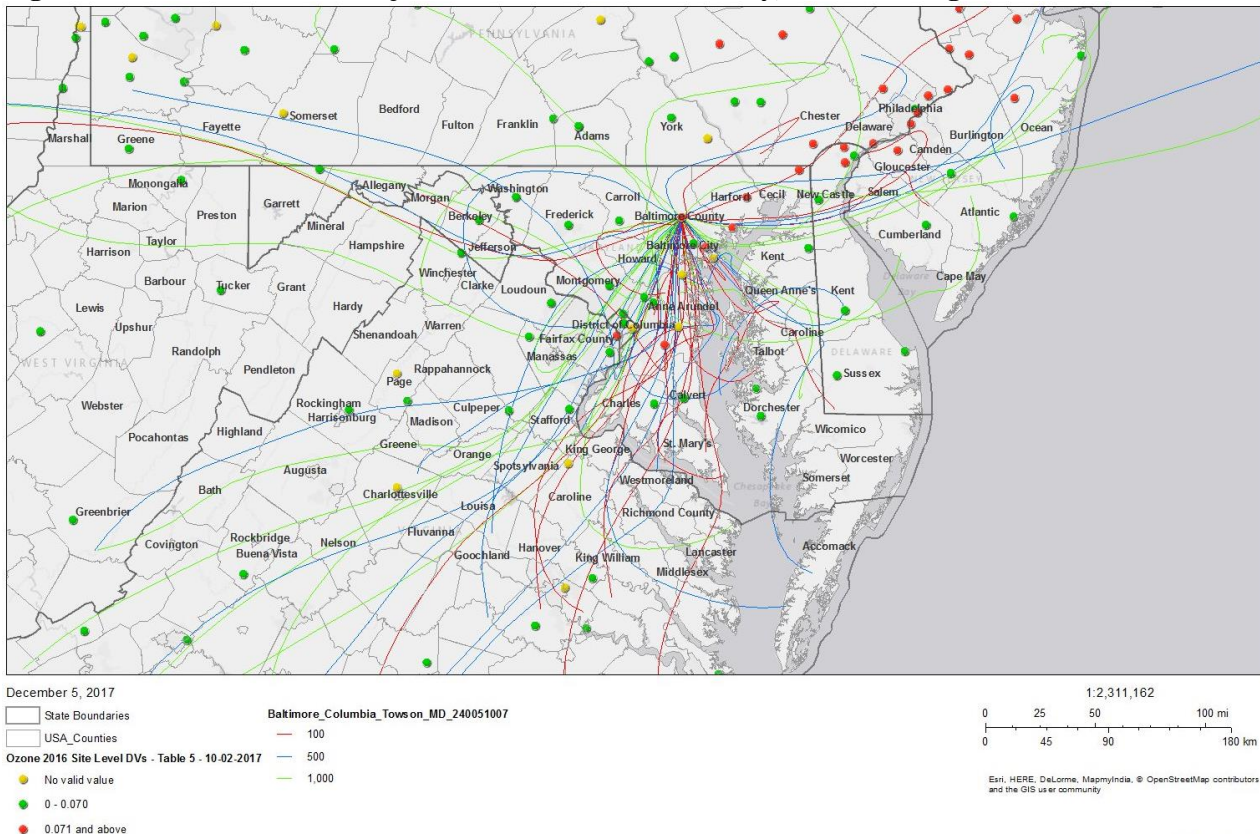 PENNSYLVANIA
Somerset
Bedford
Fulton
Franklin
Adams
York
Chester
Philadelphia
Delaware
Burlington
Ocean
Fayette
Marshall
Greene
Camden
Gloucester
Monongalia
Allegany
Morgan
Washington
Carroll
Harford
Cecil
New Castle
Salem
Marion
Preston
Garrett
Berkeley
Frederick
Baltimore County
Atlantic
Mineral
Cumberland
Taylor
Harrison
Hampshire
Jefferson
Baltimore City
Howard
Kent
Barbour
Tucker
Grant
Winchester
Clarke
Loudoun
Montgomery
Queen Anne's
Kent
Cape May
Delaware
Bay
Lewis
Hardy
Anne Arundel
Upshur
Shenandoah
Warren
District of Columbia
Fairfax County
Caroline
Manassas
Talbot
DELAWARE
Randolph
WEST VIRGINIA
Pendleton
Rappahannock
Page
Sussex
Webster
Rockingham
Harrisonburg
Madison
Culpeper
Stafford
Charles
Calvert
Dorchester
Pocahontas
Highland
Greene
Orange
King George
St. Mary's
Wicomico
Augusta
Spotsylvania
Westmoreland
Worcester
Somerset
Bath
Charlottesville
Caroline
Chesapeake
Bay
Louisa
Richmond County
Greenbrier
Covington
Rockbridge
Buena Vista
Nelson
Fluvanna
Goochland
Hanover
King William
Lancaster
Middlesex
Accomack
December 5, 2017
State Boundaries
USA_Counties
Ozone 2016 Site Level DVs - Table 5 - 10-02-2017
No valid value
0 - 0.070
0.071 and above
Baltimore_Columbia_Towson_MD_240051007
100
500
1,000
1:2,311,162
0 25 50 100 mi
0 45 90 180 km
Esri, HERE, DeLorme, MapmyIndia, © OpenStreetMap contributors,
and the GIS user community